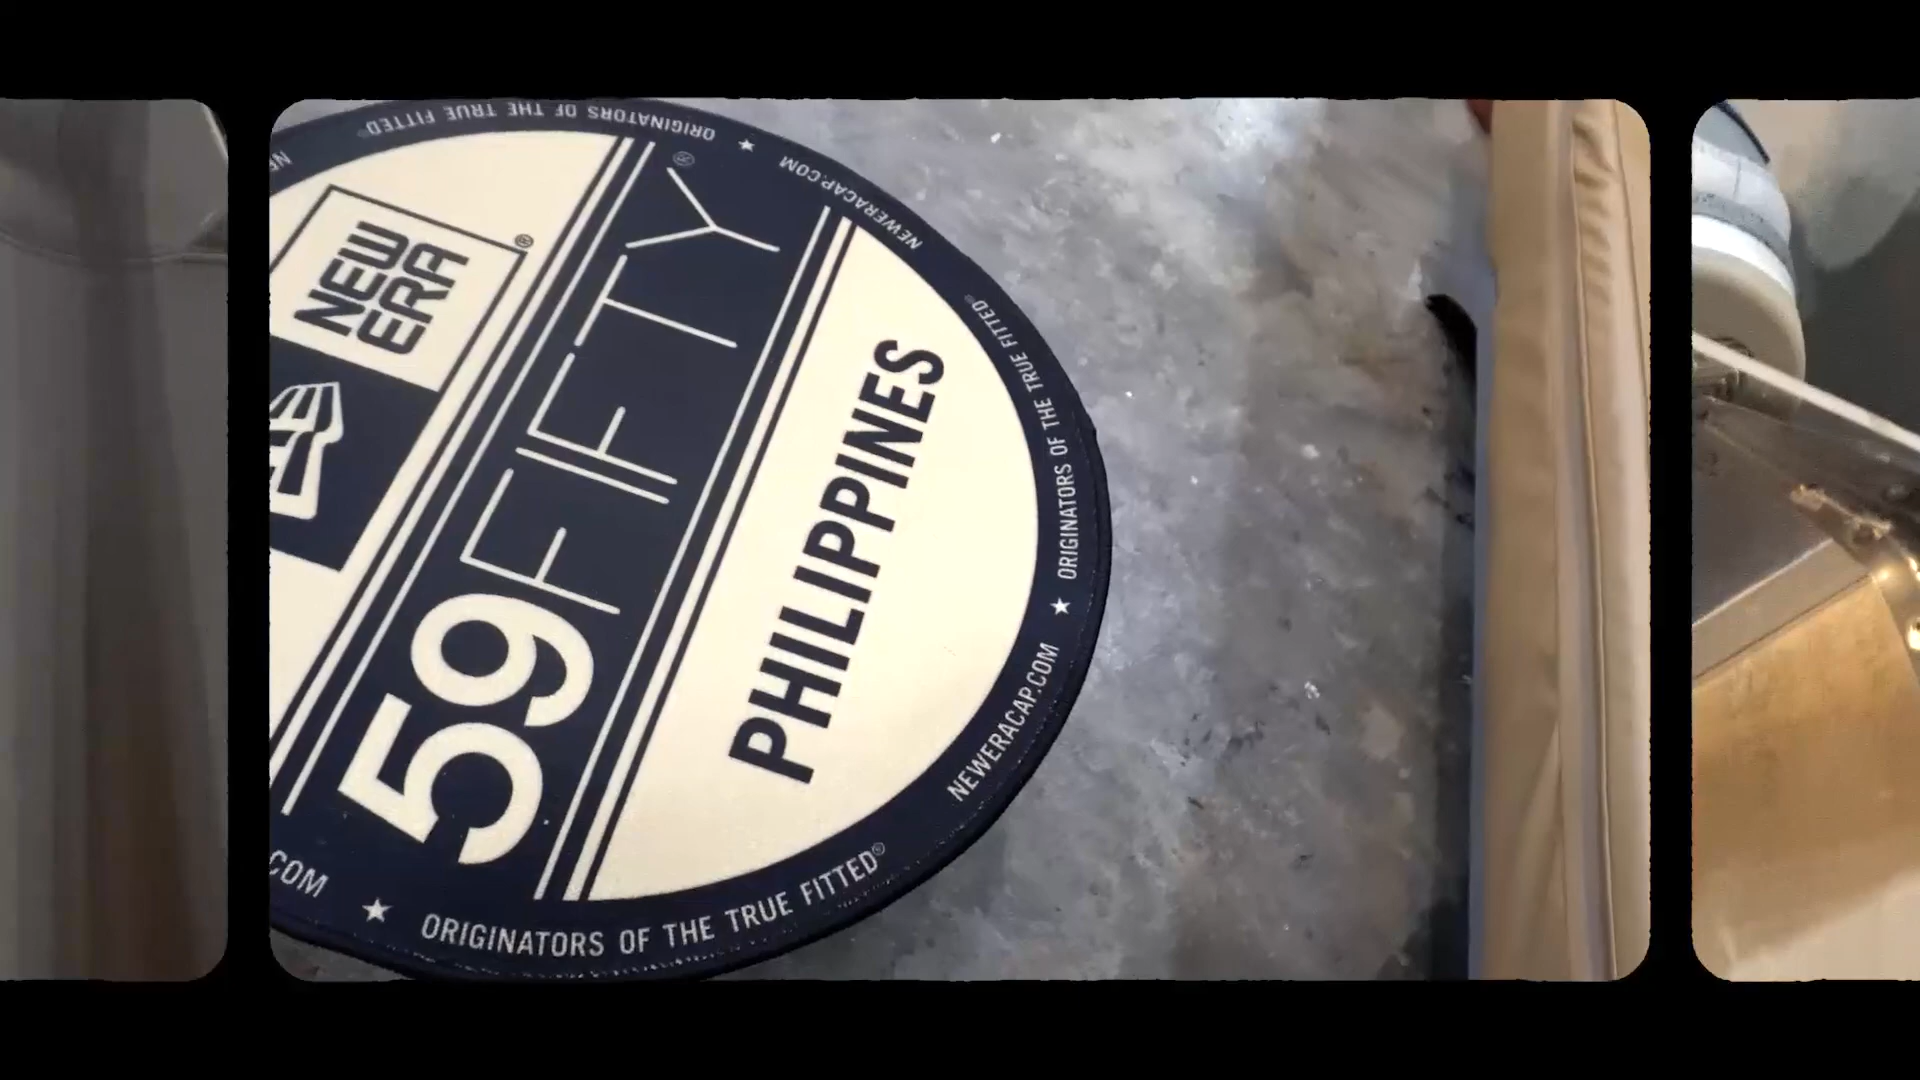 NEW
ERA®
59FIFTY®
PHILIPPINES
ORIGINATORS OF THE TRUE FITTED®
NEWERACAP.COM
ORIGINATORS OF THE TRUE FITTED®
NEWERACAP.COM
ORIGINATORS OF THE TRUE FITTED®
COM